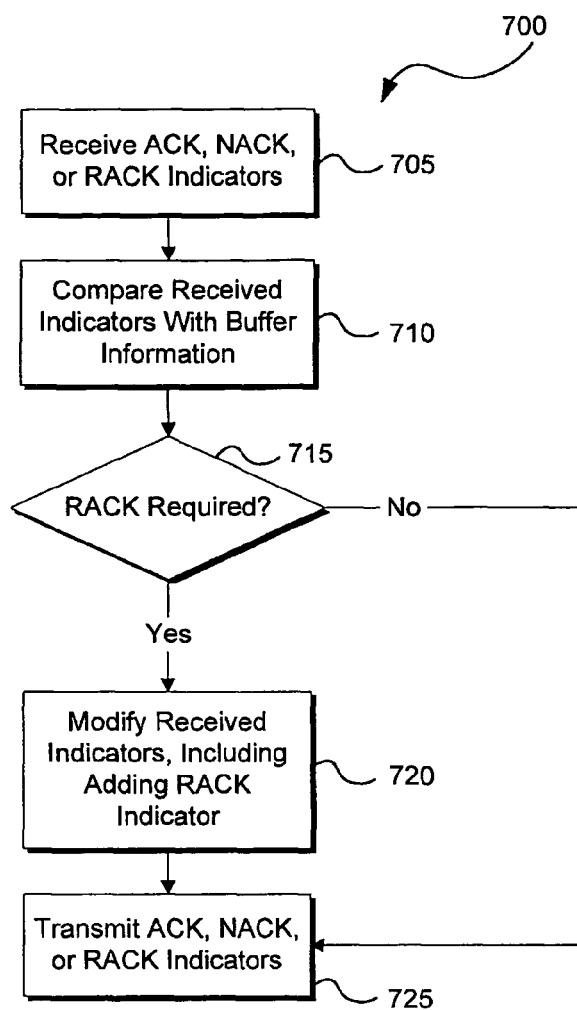 700
Receive ACK, NACK,
or RACK Indicators
705
Compare Received
Indicators With Buffer
Information
710
715
RACK Required?
No
Yes
Modify Received
Indicators, Including
Adding RACK
Indicator
720
Transmit ACK, NACK,
or RACK Indicators
725